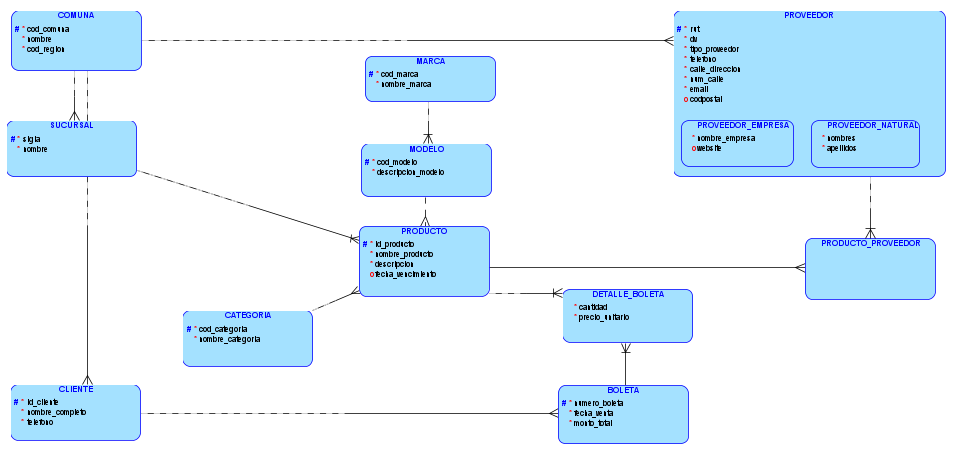 COMUNA
# * cod_comuna
* nombre
* cod_region
PROVEEDOR
# * rut
* dv
* tipo_proveedor
* telefono
* calle_direccion
* num_calle
* email
o codpostal
PROVEEDOR_EMPRESA
* nombre_empresa
o website
PROVEEDOR_NATURAL
* nombres
* apellidos
MARCA
# * cod_marca
* nombre_marca
SUCURSAL
# * sigla
* nombre
MODELO
# * cod_modelo
* descripcion_modelo
PRODUCTO
# * id_producto
* nombre_producto
* descripcion
o fecha_vencimiento
PRODUCTO_PROVEEDOR
DETALLE_BOLETA
* cantidad
* precio_unitario
CATEGORIA
# * cod_categoria
* nombre_categoria
CLIENTE
# * id_cliente
* nombre_completo
* telefono
BOLETA
# * numero_boleta
* fecha_venta
* monto_total